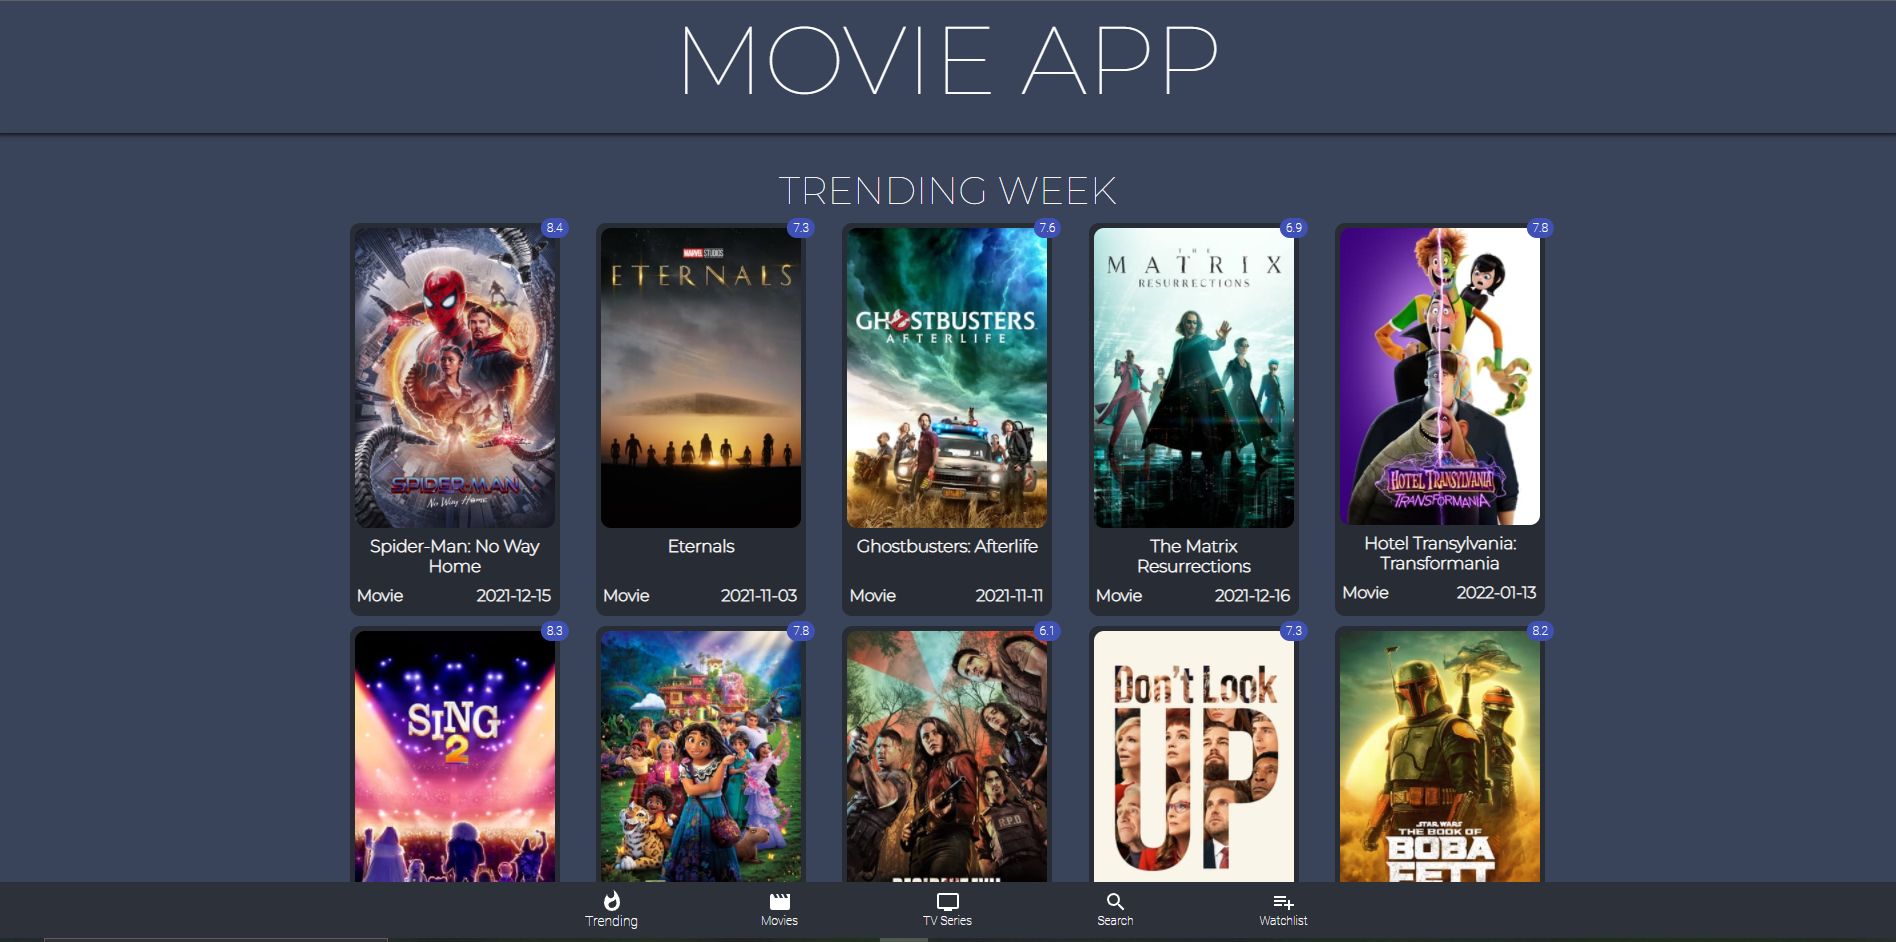 MOVIE APP
TRENDING WEEK
8.4
7.3
7.6
6.9
7.8
SPIDER-MAN
No Way Home
MARVEL STUDIOS
ETERNALS
GHOSTBUSTERS
AFTERLIFE
THE
MATRIX
RESURRECTIONS
HOTEL TRANSYLVANIA
TRANSFORMANIA
Spider-Man: No Way
Home
Movie 2021-12-15
Eternals
Movie 2021-11-03
Ghostbusters: Afterlife
Movie 2021-11-11
The Matrix
Resurrections
Movie 2021-12-16
Hotel Transylvania:
Transformania
Movie 2022-01-13
8.3
7.8
6.1
7.3
8.2
SING
2
R.P.D.
RESIDENT EVIL
Don't Look
UP
STAR WARS
THE BOOK OF
BOBA
FETT
Trending
Movies
TV Series
Search
Watchlist